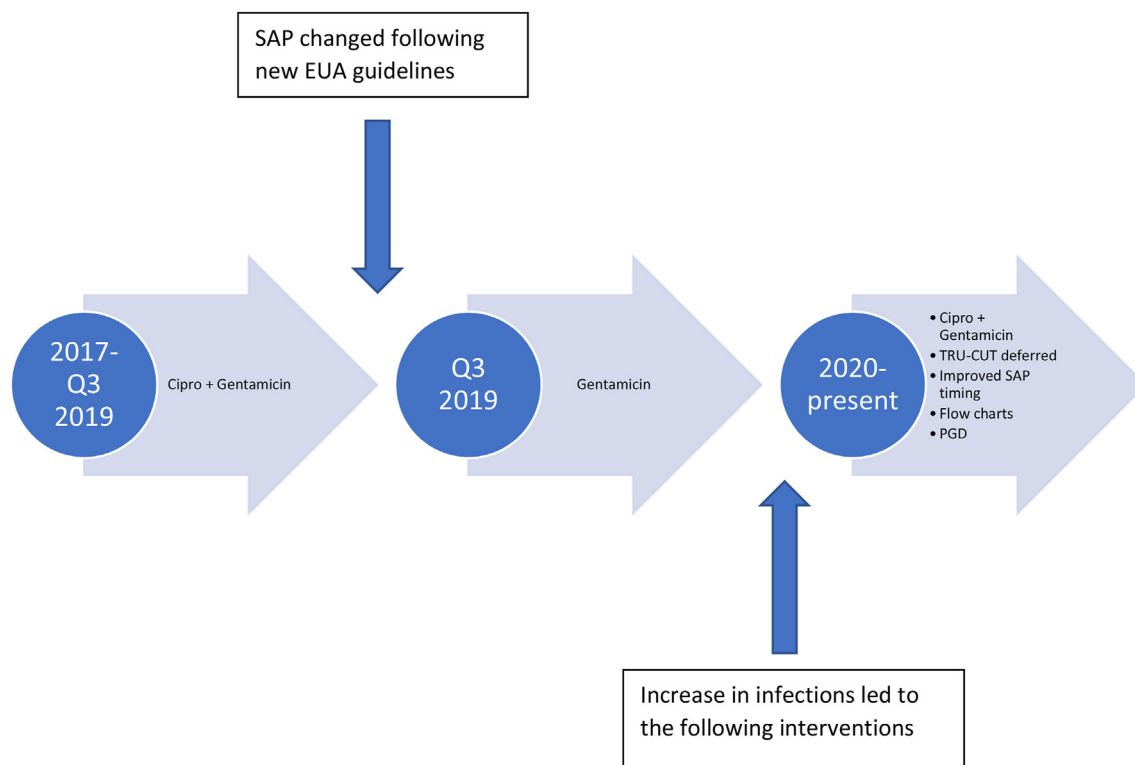 SAP changed following
new EUA guidelines
2017-
Q3
2019
Cipro + Gentamicin
Q3
2019
Gentamicin
2020-
present
• Cipro +
Gentamicin
• TRU-CUT deferred
• Improved SAP
timing
• Flow charts
• PGD
Increase in infections led to
the following interventions